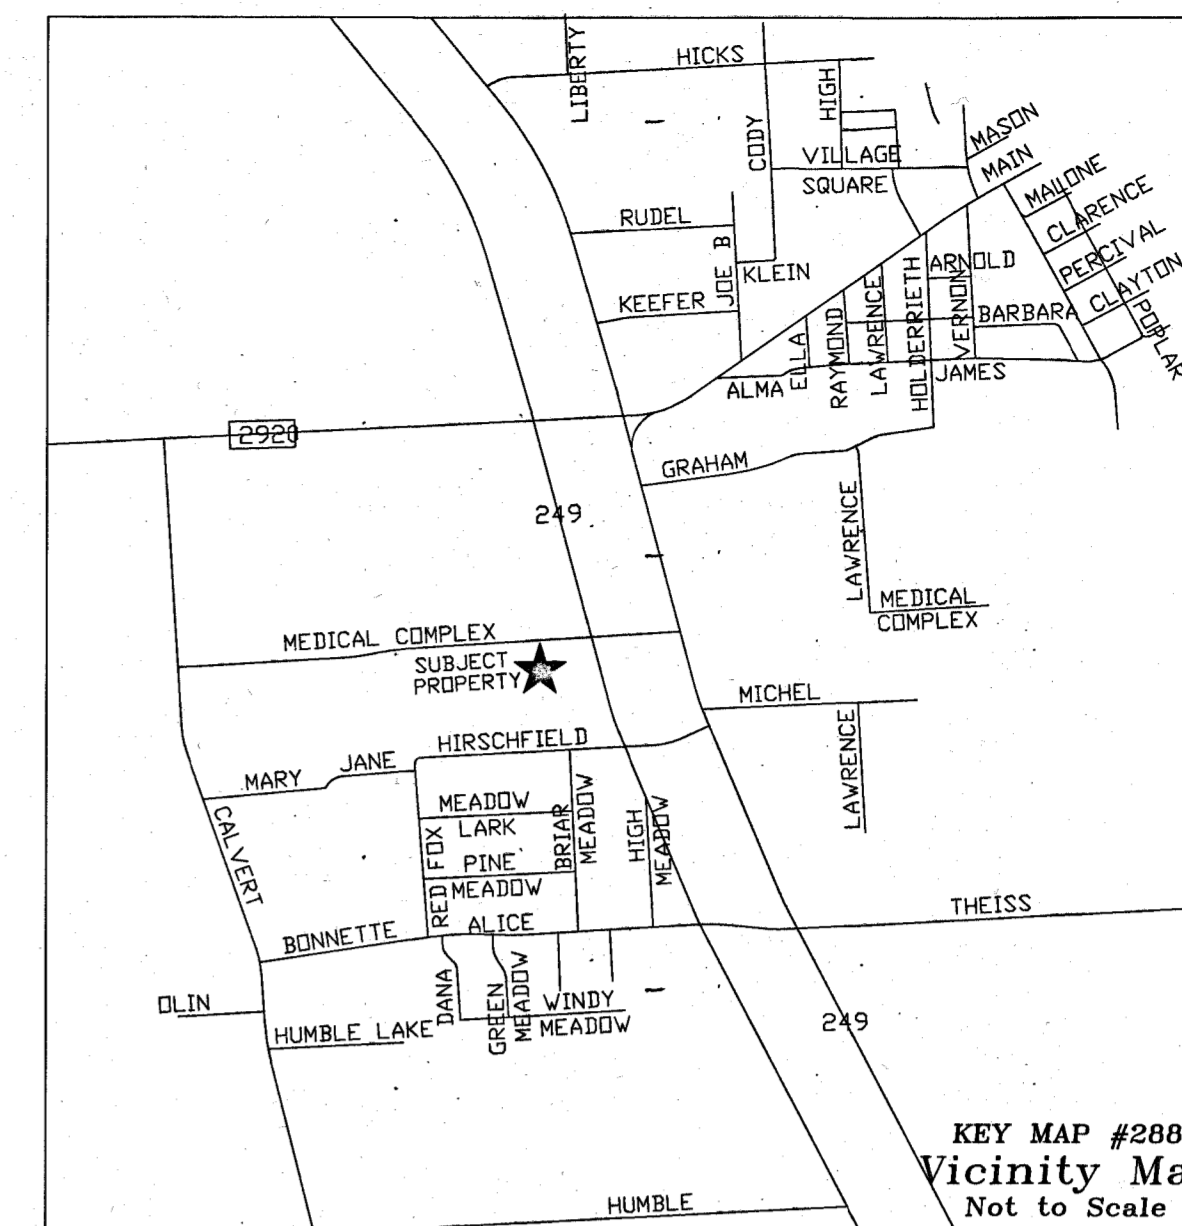 LIBERTY
HICKS
HIGH
CODY
MASON
MAIN
VILLAGE
SQUARE
MALLONE
CLARENCE
PERCIVAL
CLAYTON
POPLAR
RUDEL
JOE B
KLEIN
KEEFER
ARNOLD
HOLDERRIETH
VERNON
BARBARA
LAWRENCE
RAYMOND
ELLA
ALMA
JAMES
2920
GRAHAM
249
LAWRENCE
MEDICAL
COMPLEX
MEDICAL COMPLEX
SUBJECT
PROPERTY
MICHEL
LAWRENCE
HIRSCHFIELD
MARY JANE
CALVERT
MEADOW
LARK
RED FOX
BRIAR
MEADOW
HIGH
MEADOW
PINE
MEADOW
ALICE
BONNETTE
THEISS
OLIN
HUMBLE LAKE
DANA
GREEN
MEADOW
WINDY
MEADOW
249
KEY MAP #288
Vicinity Ma
Not to Scale
HUMBLE